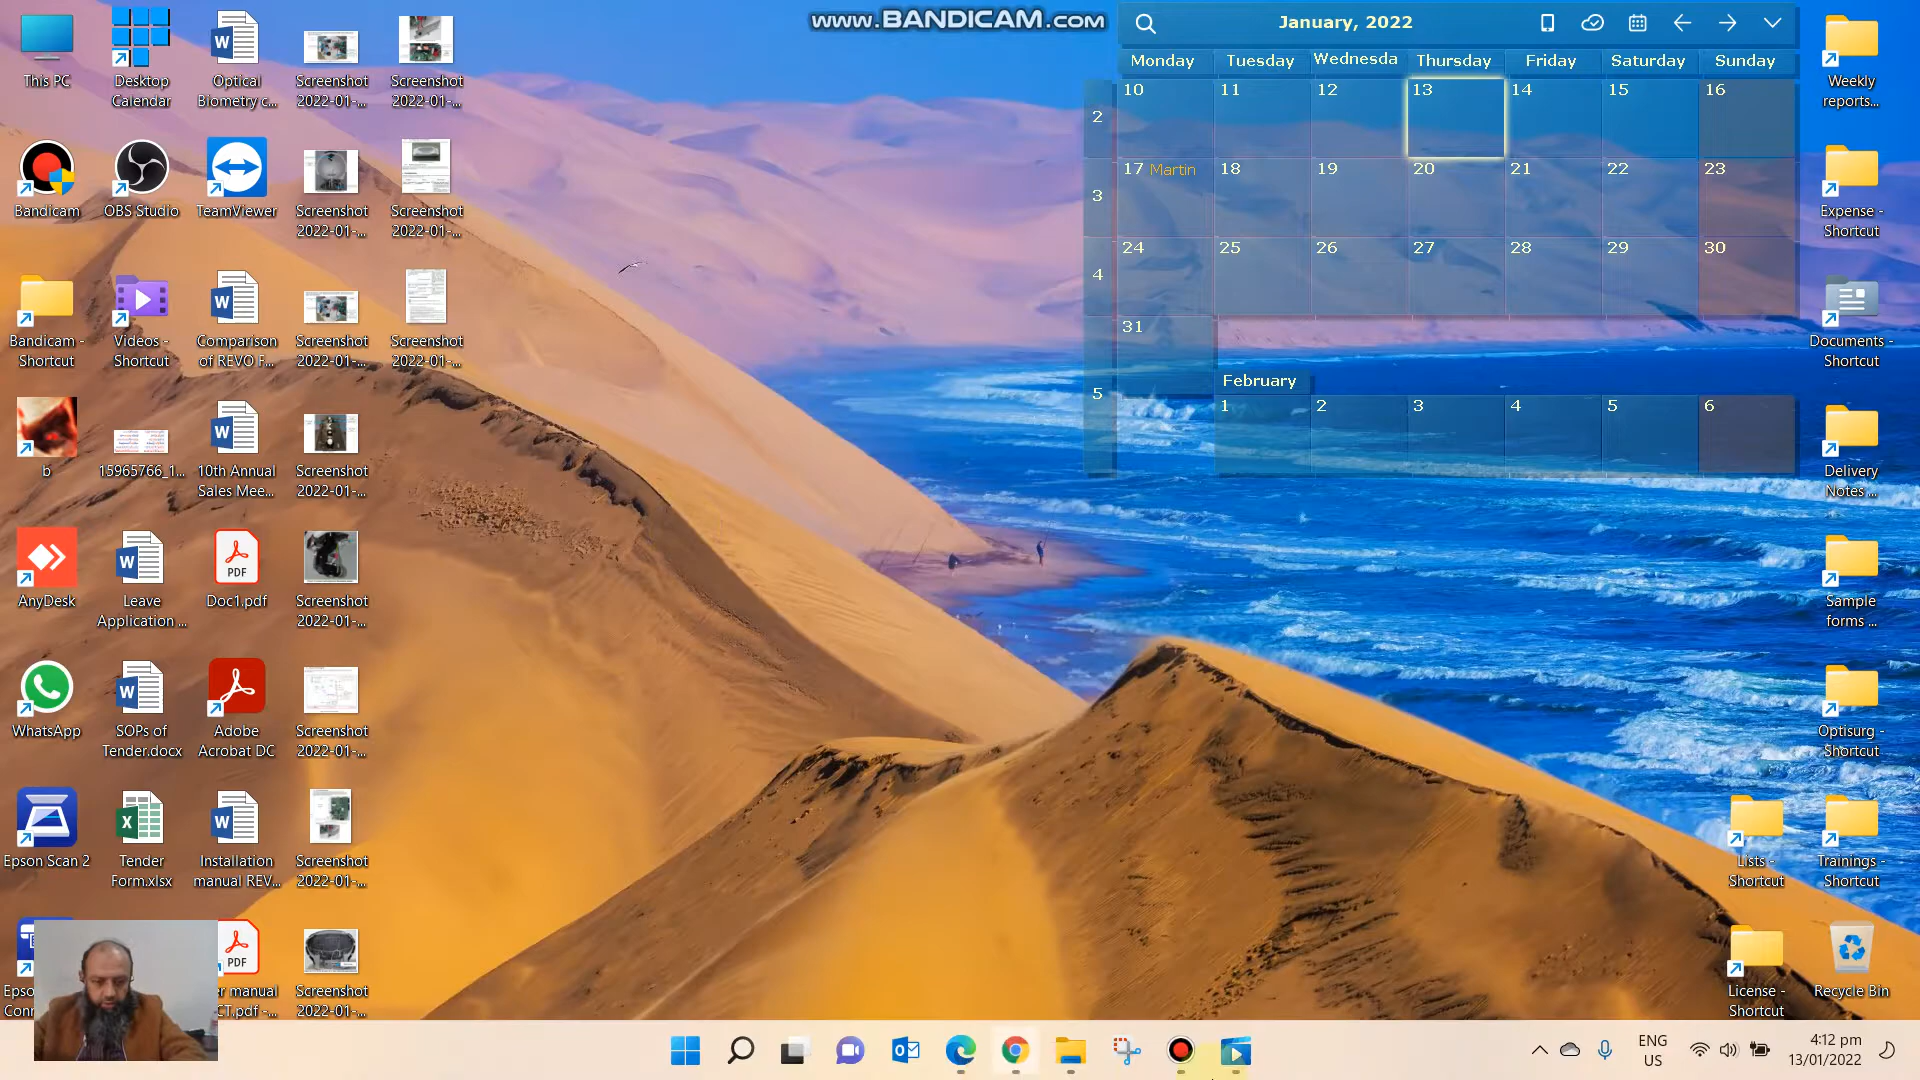 www.BANDICAM.com
This PC
Desktop
Calendar
Optical
Biometry c...
Screenshot
2022-01-...
Screenshot
2022-01-...
Bandicam
OBS Studio
TeamViewer
Screenshot
2022-01-...
Screenshot
2022-01-...
Bandicam -
Shortcut
Videos -
Shortcut
Comparison
of REVO F...
Screenshot
2022-01-...
Screenshot
2022-01-...
b
15965766_1...
10th Annual
Sales Mee...
Screenshot
2022-01-...
AnyDesk
Leave
Application ...
Doc1.pdf
Screenshot
2022-01-...
WhatsApp
SOPs of
Tender.docx
Adobe
Acrobat DC
Screenshot
2022-01-...
Epson Scan 2
Tender
Form.xlsx
Installation
manual REV...
Screenshot
2022-01-...
manual
CT.pdf -...
Screenshot
2022-01-...
January, 2022
Monday Tuesday Wednesda Thursday Friday Saturday Sunday
2 10 11 12 13 14 15 16
3 17 Martin 18 19 20 21 22 23
4 24 25 26 27 28 29 30
31
February
5 1 2 3 4 5 6
Weekly
reports...
Expense -
Shortcut
Documents -
Shortcut
Delivery
Notes ...
Sample
forms ...
Optisurg -
Shortcut
Lists -
Shortcut
Trainings -
Shortcut
License -
Shortcut
Recycle Bin
ENG
US
4:12 pm
13/01/2022